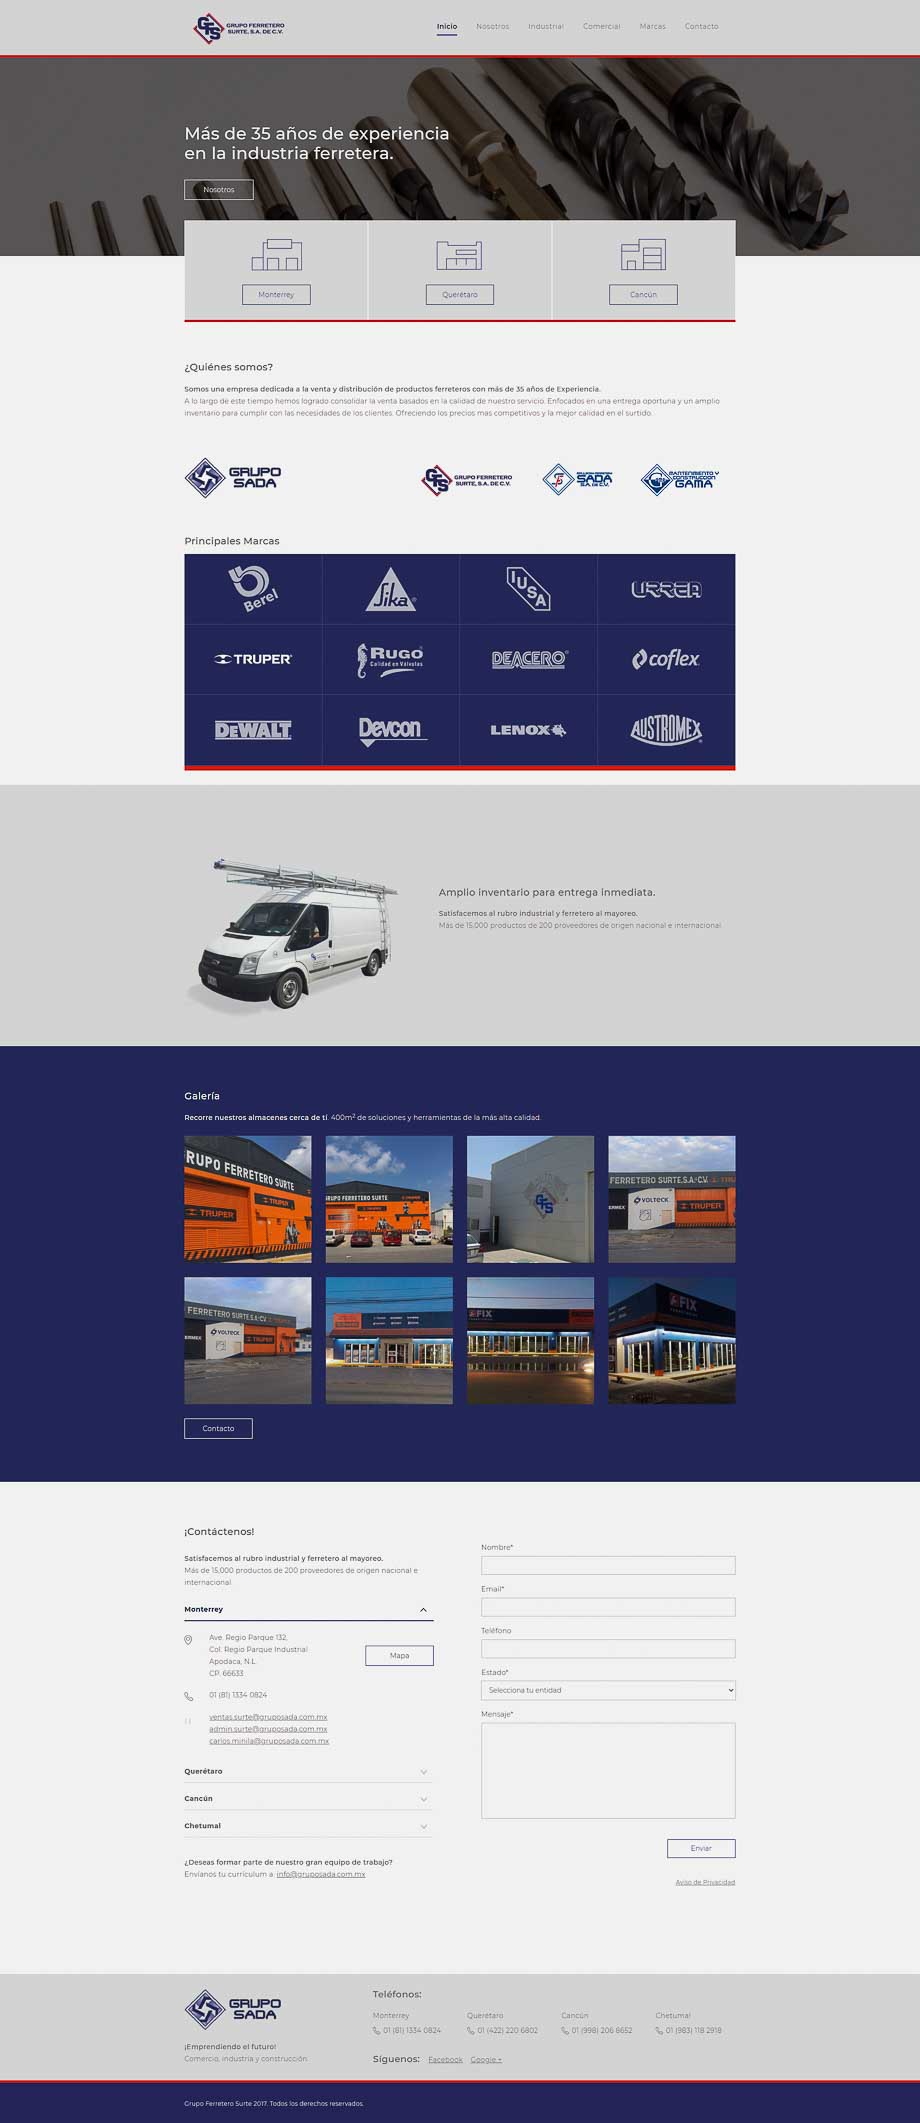 GTS GRUPO FERRETERO
SURTE, S.A. DE C.V.
Inicio Nosotros Industrial Comercial Marcas Contacto
Más de 35 años de experiencia
en la industria ferretera.
Nosotros
Monterrey Querétaro Cancún
¿Quiénes somos?
Somos una empresa dedicada a la venta y distribución de productos ferreteros con más de 35 años de Experiencia.
A lo largo de este tiempo hemos logrado consolidar la venta basados en la calidad de nuestro servicio. Enfocados en una entrega oportuna y un amplio
inventario para cumplir con las necesidades de los clientes. Ofreciendo los precios mas competitivos y la mejor calidad en el surtido.
GRUPO
SADA
GTS GRUPO FERRETERO
SURTE, S.A. DE C.V.
SADA
S.A. DE C.V.
MANTENIMIENTO Y
CONSTRUCCION
GAMA
Principales Marcas
Berel Sika® IUSA URREA
TRUPER® RUGO® DEACERO® coflex
Calidad en Válvulas
DEWALT Devcon LENOX AUSTROMEX®
Amplio inventario para entrega inmediata.
Satisfacemos al rubro industrial y ferretero al mayoreo.
Más de 15,000 productos de 200 proveedores de origen nacional e internacional
Galería
Recorre nuestros almacenes cerca de tí. 400m² de soluciones y herramientas de la más alta calidad.
GRUPO FERRETERO SURTE
TRUPER
TRUPER
GRUPO FERRETERO SURTE
TRUPER
GTS
FERRETERO SURTE,S.A.DE C.V.
VOLTECK
ERMEX
TRUPER
FERRETERO SURTE,S.A.DE C.V.
VOLTECK
ERMEX
TRUPER
FIX
Contacto
¡Contáctenos!
Satisfacemos al rubro industrial y ferretero al mayoreo.
Más de 15,000 productos de 200 proveedores de origen nacional e
internacional
Monterrey
Ave. Regio Parque 132,
Col. Regio Parque Industrial
Apodaca, N.L.
CP. 66633
Mapa
01 (81) 1334 0824
ventas.surte@gruposada.com.mx
admin.surte@gruposada.com.mx
carlos.minila@gruposada.com.mx
Querétaro
Cancún
Chetumal
¿Deseas formar parte de nuestro gran equipo de trabajo?
Envíanos tu currículum a: info@gruposada.com.mx
Nombre*
Email*
Teléfono
Estado*
Selecciona tu entidad
Mensaje*
Enviar
Aviso de Privacidad
GRUPO
SADA
¡Emprendiendo el futuro!
Comercio, industria y construcción
Teléfonos:
Monterrey Querétaro Cancún Chetumal
01 (81) 1334 0824 01 (422) 220 6802 01 (998) 206 8652 01 (983) 118 2918
Síguenos: Facebook Google +
Grupo Ferretero Surte 2017. Todos los derechos reservados.